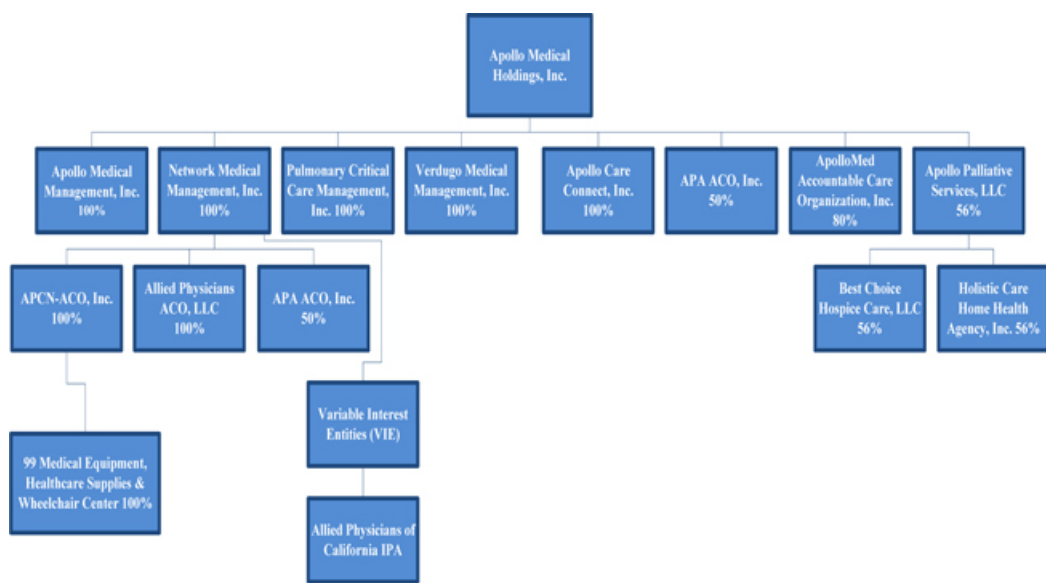 Apollo Medical
Holdings, Inc.
Apollo Medical
Management, Inc.
100%
Network Medical
Management, Inc.
100%
Pulmonary Critical
Care Management,
Inc. 100%
Verdugo Medical
Management, Inc.
100%
Apollo Care
Connect, Inc.
100%
APA ACO, Inc.
50%
ApolloMed
Accountable Care
Organization, Inc.
80%
Apollo Palliative
Services, LLC
56%
APCN-ACO, Inc.
100%
Allied Physicians
ACO, LLC
100%
APA ACO, Inc.
50%
Best Choice
Hospice Care, LLC
56%
Holistic Care
Home Health
Agency, Inc. 56%
Variable Interest
Entities (VIE)
99 Medical Equipment,
Healthcare Supplies &
Wheelchair Center 100%
Allied Physicians of
California IPA